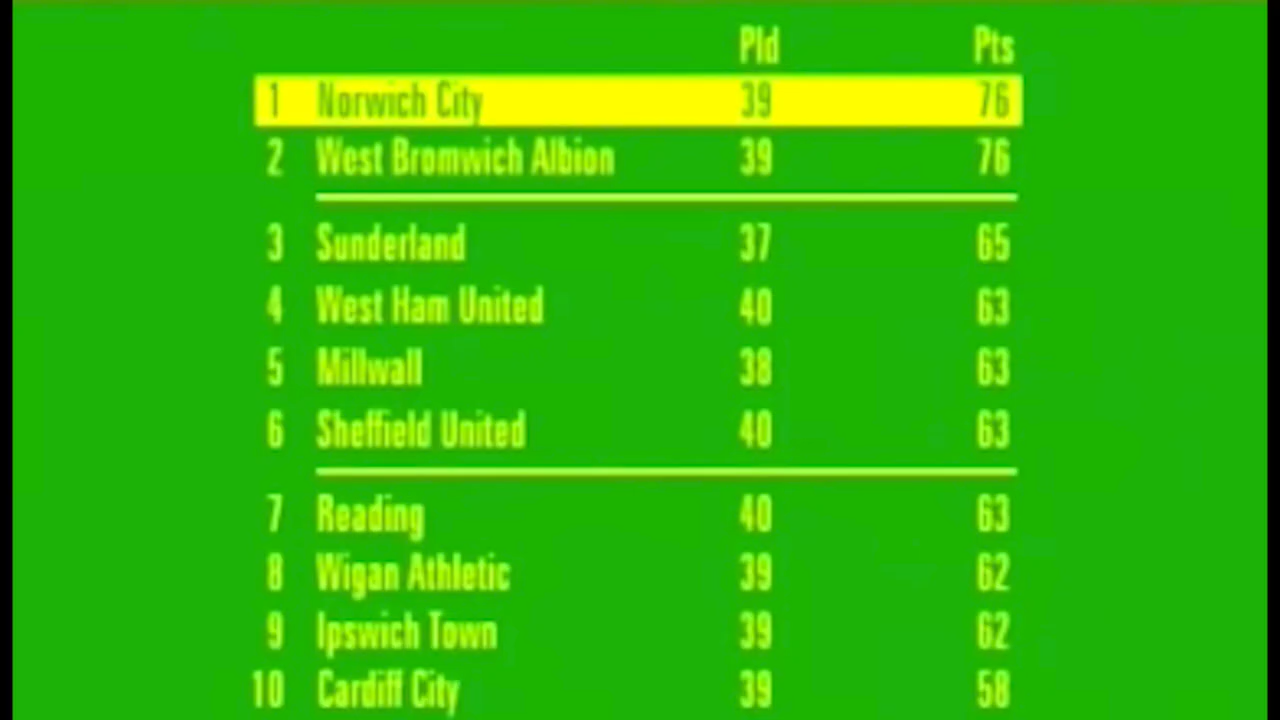 Pld Pts
1 Norwich City 39 76
2 West Bromwich Albion 39 76
3 Sunderland 37 65
4 West Ham United 40 63
5 Millwall 38 63
6 Sheffield United 40 63
7 Reading 40 63
8 Wigan Athletic 39 62
9 Ipswich Town 39 62
10 Cardiff City 39 58